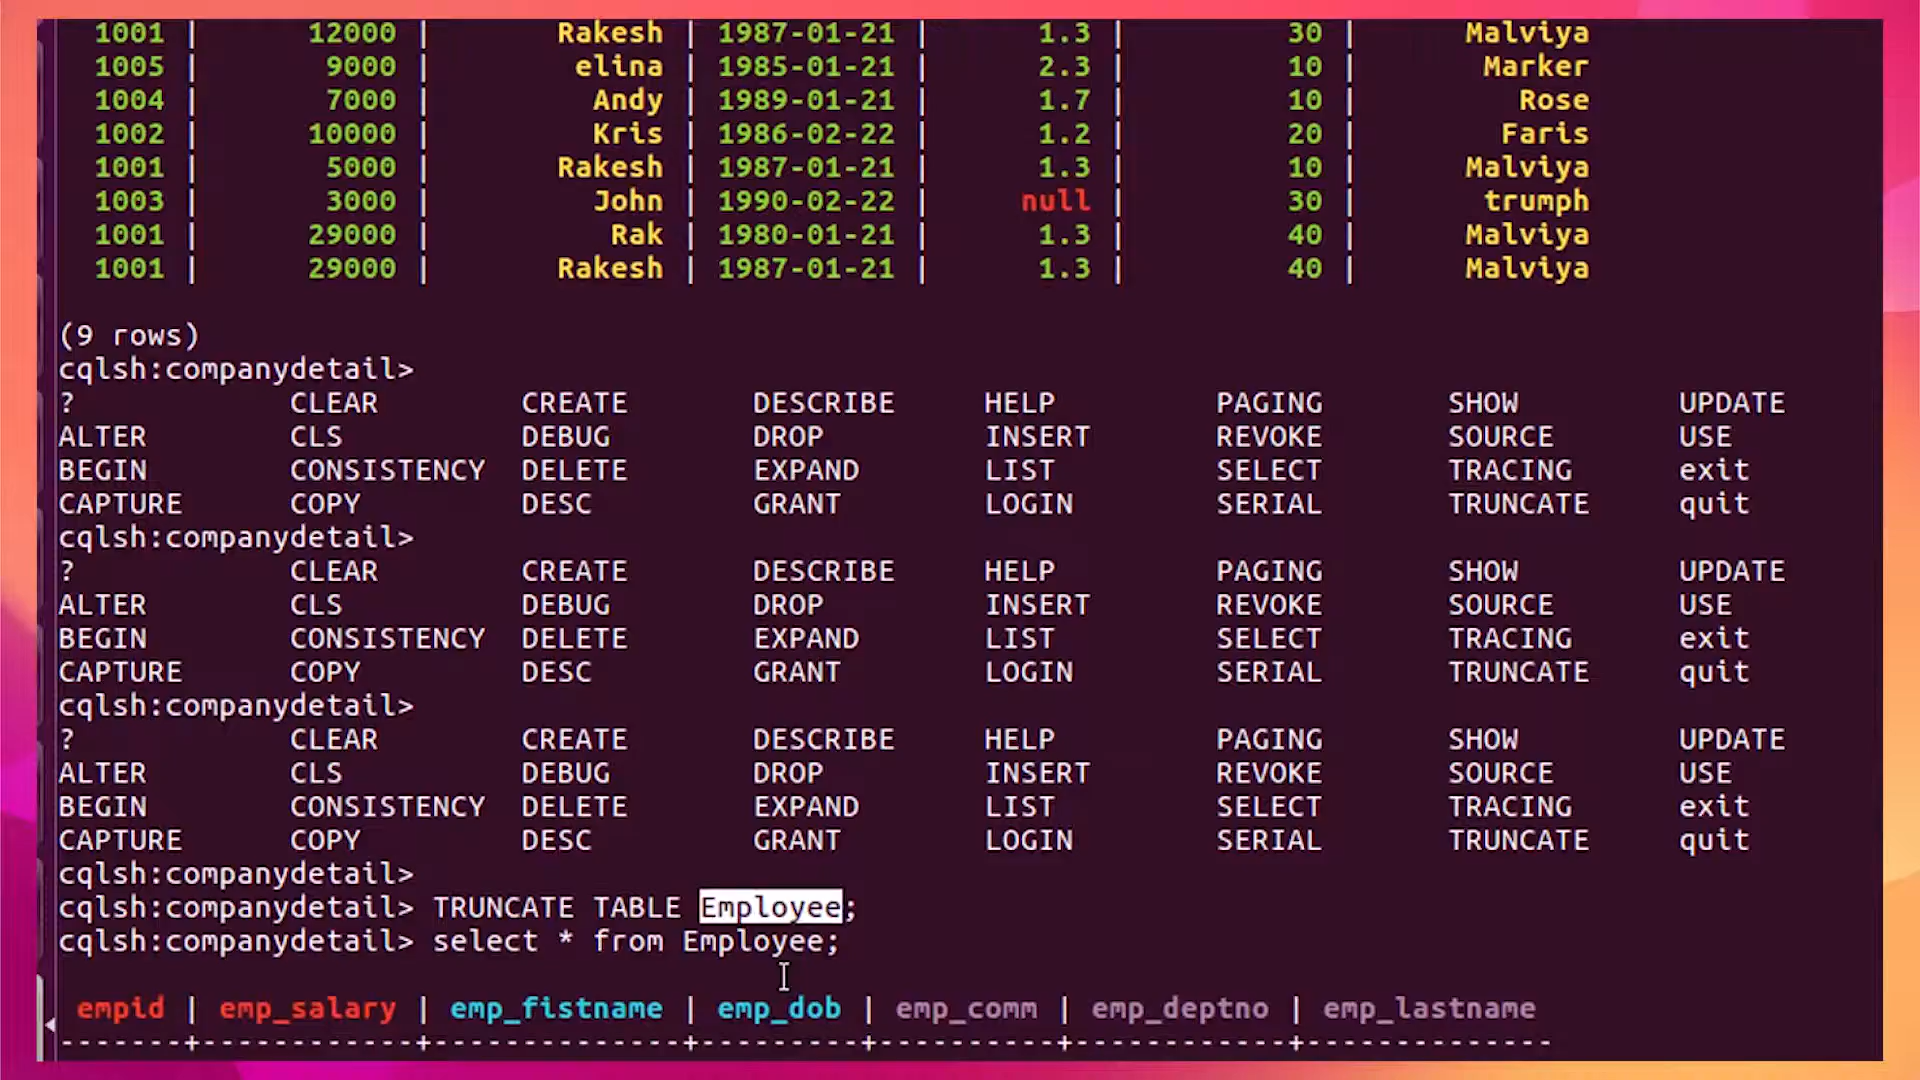 1001 | 12000 | Rakesh | 1987-01-21 | 1.3 | 30 | Malviya
1005 | 9000 | elina | 1985-01-21 | 2.3 | 10 | Marker
1004 | 7000 | Andy | 1989-01-21 | 1.7 | 10 | Rose
1002 | 10000 | Kris | 1986-02-22 | 1.2 | 20 | Faris
1001 | 5000 | Rakesh | 1987-01-21 | 1.3 | 10 | Malviya
1003 | 3000 | John | 1990-02-22 | null | 30 | trumph
1001 | 29000 | Rak | 1980-01-21 | 1.3 | 40 | Malviya
1001 | 29000 | Rakesh | 1987-01-21 | 1.3 | 40 | Malviya
(9 rows)
cqlsh:companydetail>
? CLEAR CREATE DESCRIBE HELP PAGING SHOW UPDATE
ALTER CLS DEBUG DROP INSERT REVOKE SOURCE USE
BEGIN CONSISTENCY DELETE EXPAND LIST SELECT TRACING exit
CAPTURE COPY DESC GRANT LOGIN SERIAL TRUNCATE quit
cqlsh:companydetail>
? CLEAR CREATE DESCRIBE HELP PAGING SHOW UPDATE
ALTER CLS DEBUG DROP INSERT REVOKE SOURCE USE
BEGIN CONSISTENCY DELETE EXPAND LIST SELECT TRACING exit
CAPTURE COPY DESC GRANT LOGIN SERIAL TRUNCATE quit
cqlsh:companydetail>
? CLEAR CREATE DESCRIBE HELP PAGING SHOW UPDATE
ALTER CLS DEBUG DROP INSERT REVOKE SOURCE USE
BEGIN CONSISTENCY DELETE EXPAND LIST SELECT TRACING exit
CAPTURE COPY DESC GRANT LOGIN SERIAL TRUNCATE quit
cqlsh:companydetail>
cqlsh:companydetail> TRUNCATE TABLE Employee;
cqlsh:companydetail> select * from Employee;
empid | emp_salary | emp_fistname | emp_dob | emp_comm | emp_deptno | emp_lastname
-------+------------+--------------+---------+----------+------------+--------------